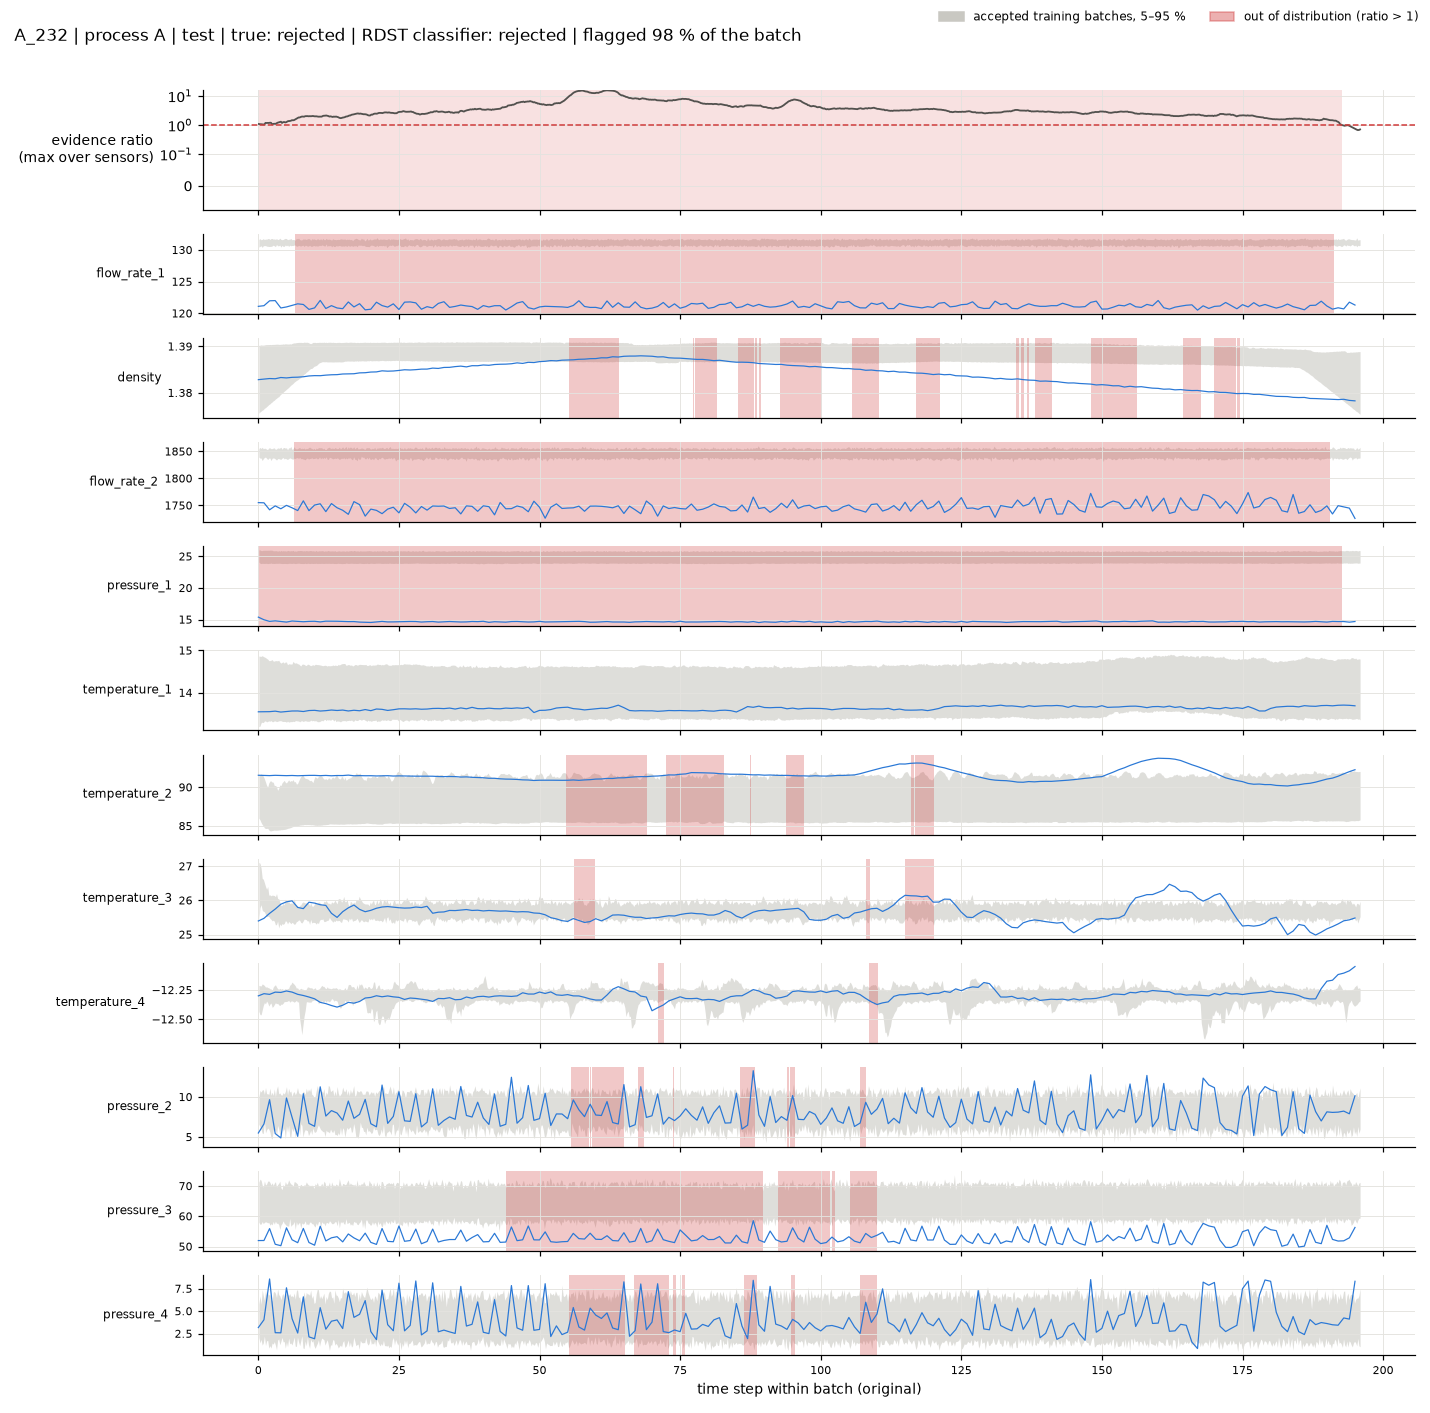 accepted training batches, 5–95 %
out of distribution (ratio > 1)
A_232 | process A | test | true: rejected | RDST classifier: rejected | flagged 98 % of the batch
evidence ratio
(max over sensors)
10¹
10⁰
10⁻¹
0
flow_rate_1
130
125
120
density
1.39
1.38
flow_rate_2
1850
1800
1750
pressure_1
25
20
15
temperature_1
15
14
temperature_2
90
85
temperature_3
27
26
25
temperature_4
−12.25
−12.50
pressure_2
10
5
pressure_3
70
60
50
pressure_4
7.5
5.0
2.5
0 25 50 75 100 125 150 175 200
time step within batch (original)